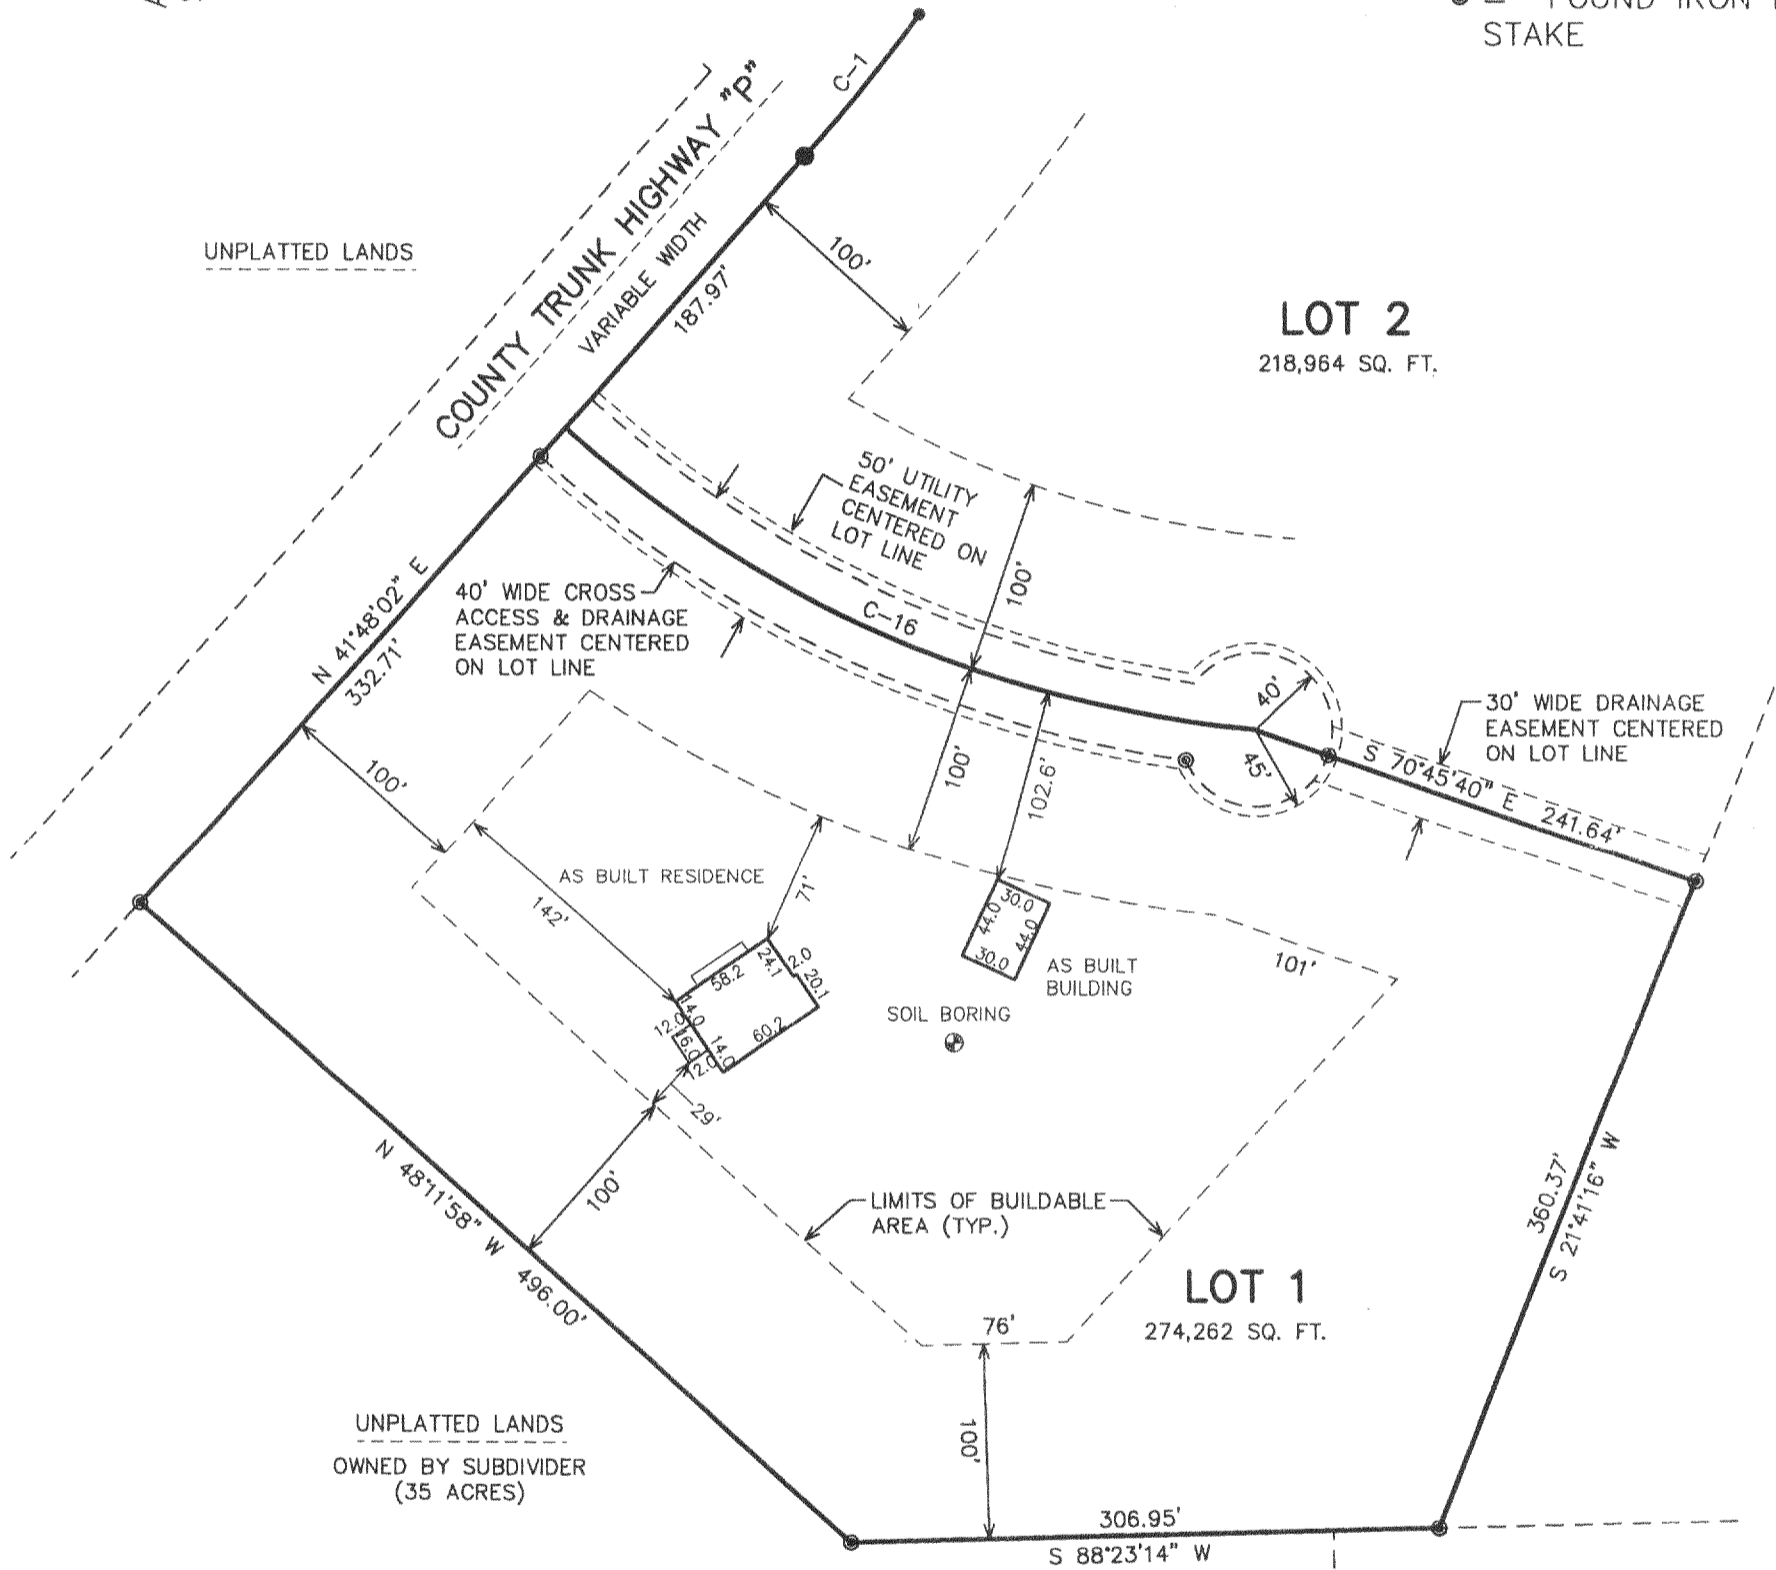 FOUND IRON
STAKE
C-1
COUNTY TRUNK HIGHWAY "P"
VARIABLE WIDTH
187.97'
100'
UNPLATTED LANDS
LOT 2
218,964 SQ. FT.
50' UTILITY
EASEMENT
CENTERED ON
LOT LINE
100'
C-16
40' WIDE CROSS
ACCESS & DRAINAGE
EASEMENT CENTERED
ON LOT LINE
N 41°48'02" E
332.71'
40'
45'
30' WIDE DRAINAGE
EASEMENT CENTERED
ON LOT LINE
S 70°45'40" E 241.64'
100'
100'
102.6'
AS BUILT RESIDENCE
142'
71'
30.0
44.0
44.0
30.0
AS BUILT
BUILDING
101'
58.2
24.1
2.0
20.1
14.0
12.0
16.0
14.0
12.0
60.2
29'
SOIL BORING
N 48°11'58" W 496.00'
100'
LIMITS OF BUILDABLE
AREA (TYP.)
360.37'
S 21°41'16" W
LOT 1
274,262 SQ. FT.
76'
100'
UNPLATTED LANDS
OWNED BY SUBDIVIDER
(35 ACRES)
306.95'
S 88°23'14" W